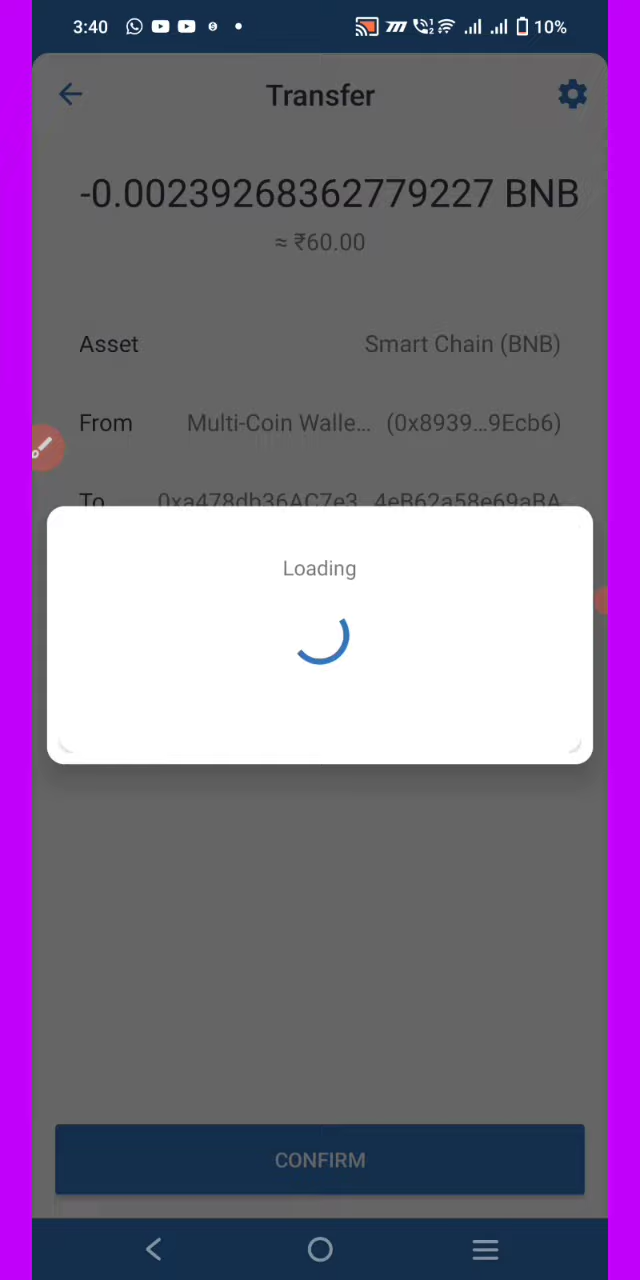 3:40 10%
Transfer
-0.00239268362779227 BNB
≈ ₹60.00
Asset Smart Chain (BNB)
From Multi-Coin Walle... (0x8939...9Ecb6)
To 0xa478db36AC7e3...4eB62a58e69aBA
Loading
CONFIRM